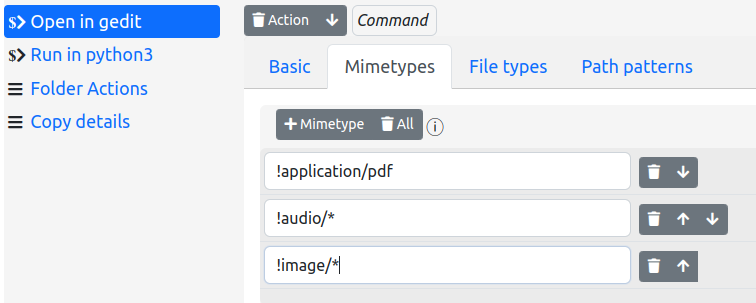 Open in gedit
Run in python3
Folder Actions
Copy details
Action Command
Basic Mimetypes File types Path patterns
Mimetype All
!application/pdf
!audio/*
!image/*